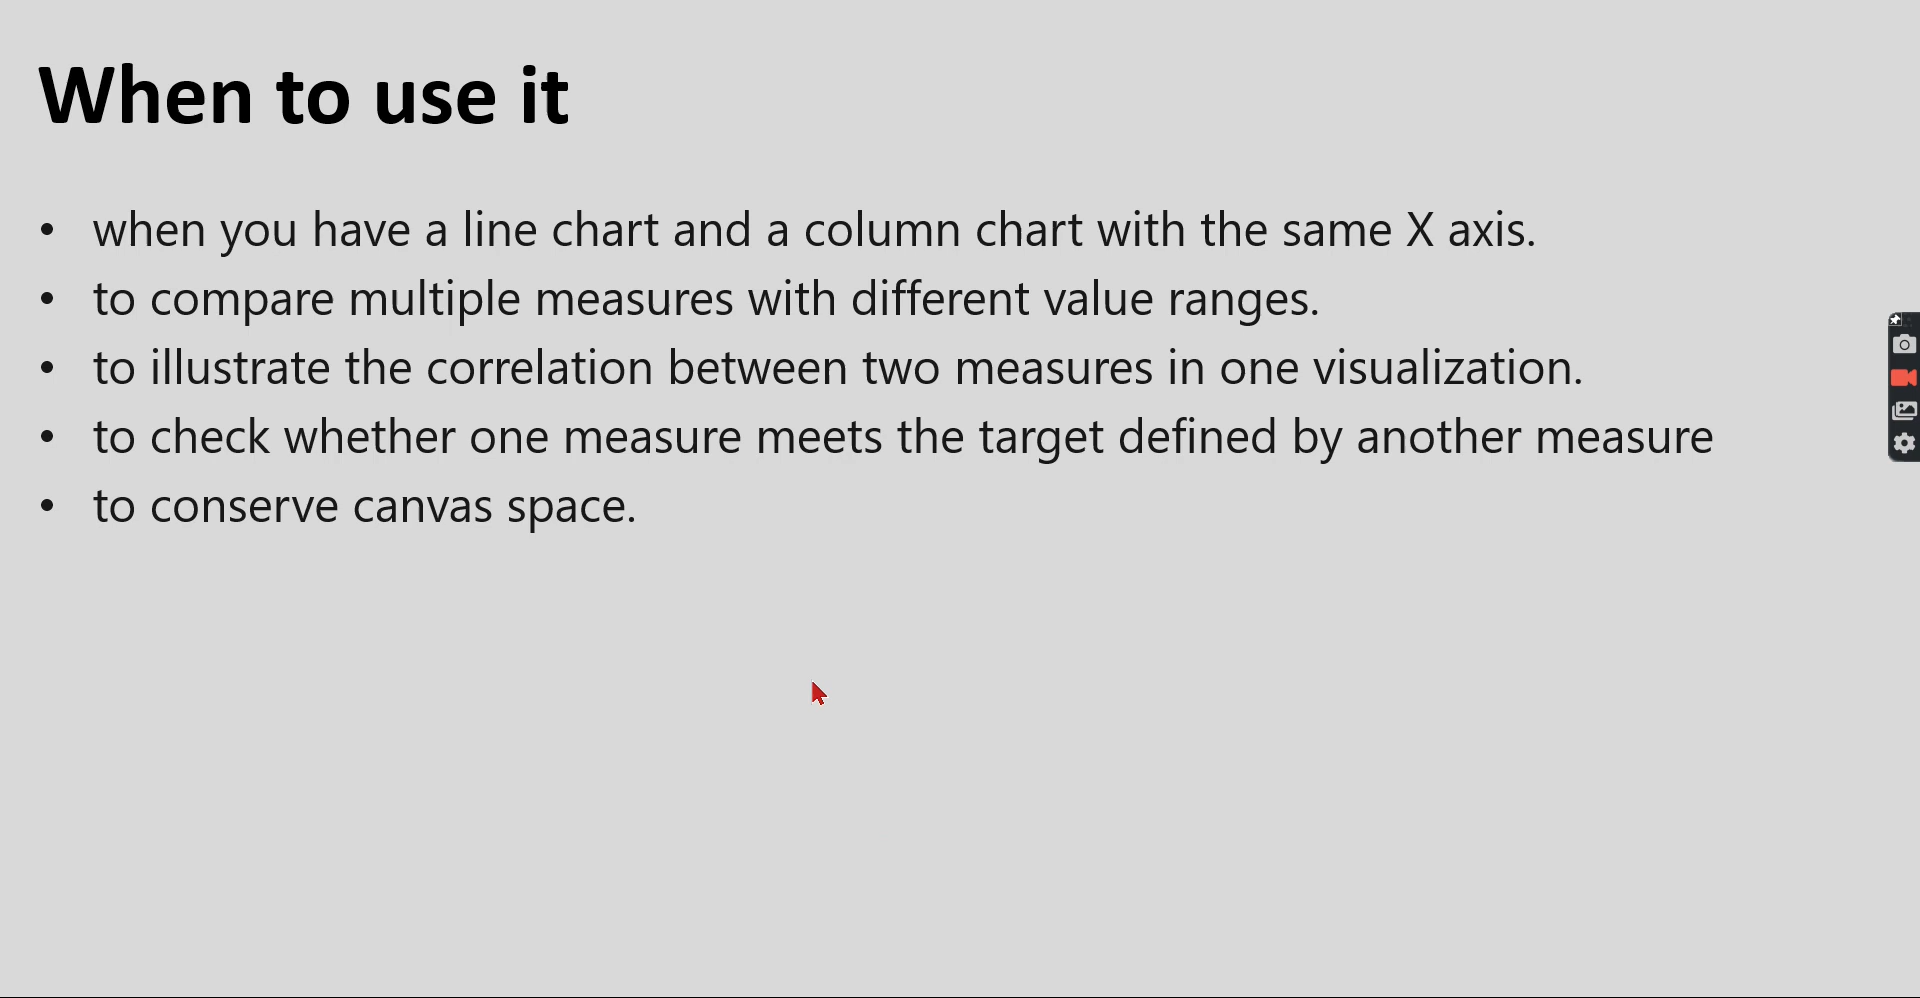 When to use it
• when you have a line chart and a column chart with the same X axis.
• to compare multiple measures with different value ranges.
• to illustrate the correlation between two measures in one visualization.
• to check whether one measure meets the target defined by another measure
• to conserve canvas space.